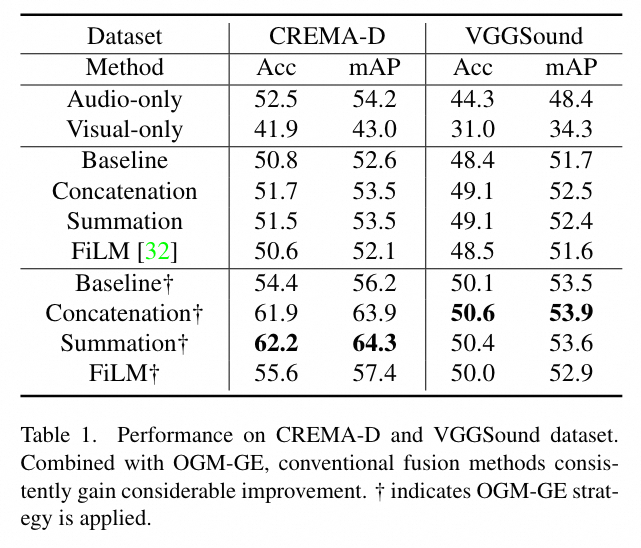 Dataset CREMA-D VGGSound
Method Acc mAP Acc mAP
Audio-only 52.5 54.2 44.3 48.4
Visual-only 41.9 43.0 31.0 34.3
Baseline 50.8 52.6 48.4 51.7
Concatenation 51.7 53.5 49.1 52.5
Summation 51.5 53.5 49.1 52.4
FiLM [32] 50.6 52.1 48.5 51.6
Baseline† 54.4 56.2 50.1 53.5
Concatenation† 61.9 63.9 50.6 53.9
Summation† 62.2 64.3 50.4 53.6
FiLM† 55.6 57.4 50.0 52.9
Table 1. Performance on CREMA-D and VGGSound dataset.
Combined with OGM-GE, conventional fusion methods consis-
tently gain considerable improvement. † indicates OGM-GE strat-
egy is applied.